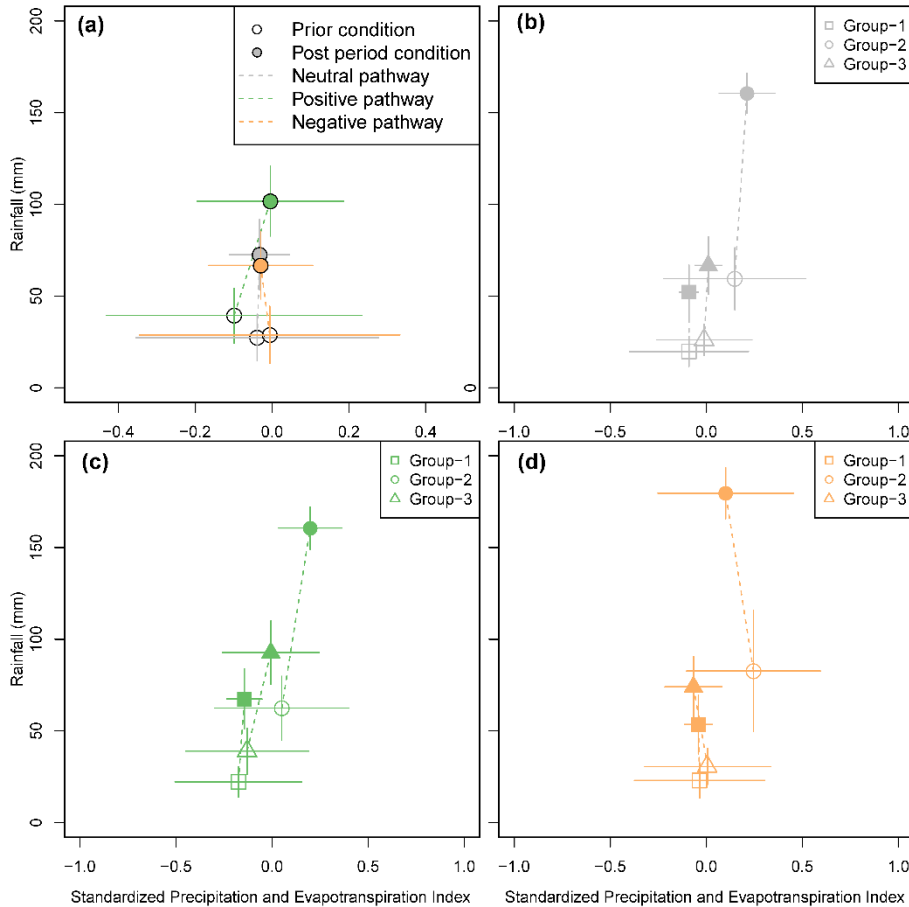 (a)
Prior condition
Post period condition
Neutral pathway
Positive pathway
Negative pathway
Rainfall (mm)
200
150
100
50
0
−0.4 −0.2 0.0 0.2 0.4
0
(b)
Group-1
Group-2
Group-3
−1.0 −0.5 0.0 0.5 1.0
(c)
Group-1
Group-2
Group-3
Rainfall (mm)
200
150
100
50
0
−1.0 −0.5 0.0 0.5 1.0
Standardized Precipitation and Evapotranspiration Index
(d)
Group-1
Group-2
Group-3
−1.0 −0.5 0.0 0.5 1.0
Standardized Precipitation and Evapotranspiration Index